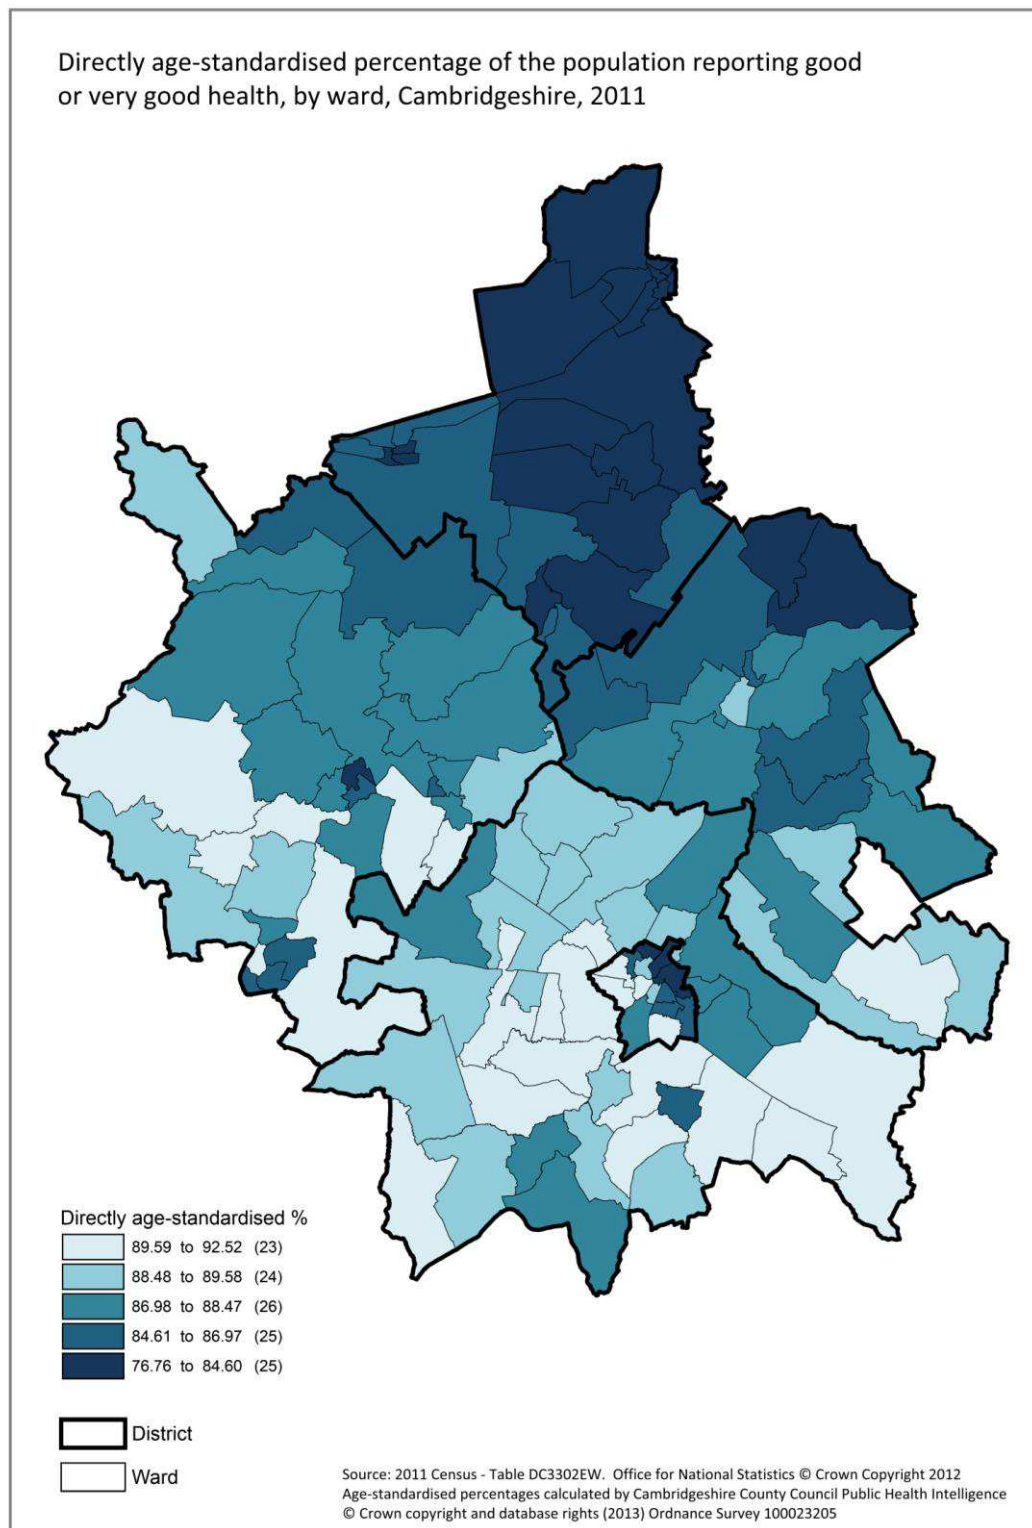 Directly age-standardised percentage of the population reporting good
or very good health, by ward, Cambridgeshire, 2011
Directly age-standardised %
89.59 to 92.52 (23)
88.48 to 89.58 (24)
86.98 to 88.47 (26)
84.61 to 86.97 (25)
76.76 to 84.60 (25)
District
Ward
Source: 2011 Census - Table DC3302EW. Office for National Statistics © Crown Copyright 2012
Age-standardised percentages calculated by Cambridgeshire County Council Public Health Intelligence
© Crown copyright and database rights (2013) Ordnance Survey 100023205